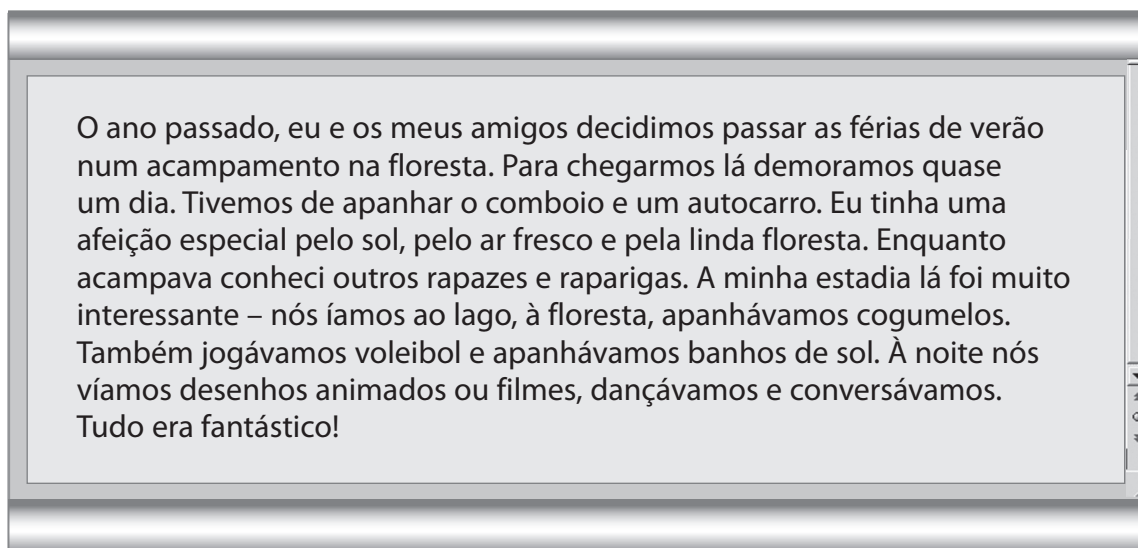 O ano passado, eu e os meus amigos decidimos passar as férias de verão
num acampamento na floresta. Para chegarmos lá demoramos quase
um dia. Tivemos de apanhar o comboio e um autocarro. Eu tinha uma
afeição especial pelo sol, pelo ar fresco e pela linda floresta. Enquanto
acampava conheci outros rapazes e raparigas. A minha estadia lá foi muito
interessante – nós íamos ao lago, à floresta, apanhávamos cogumelos.
Também jogávamos voleibol e apanhávamos banhos de sol. À noite nós
víamos desenhos animados ou filmes, dançávamos e conversávamos.
Tudo era fantástico!